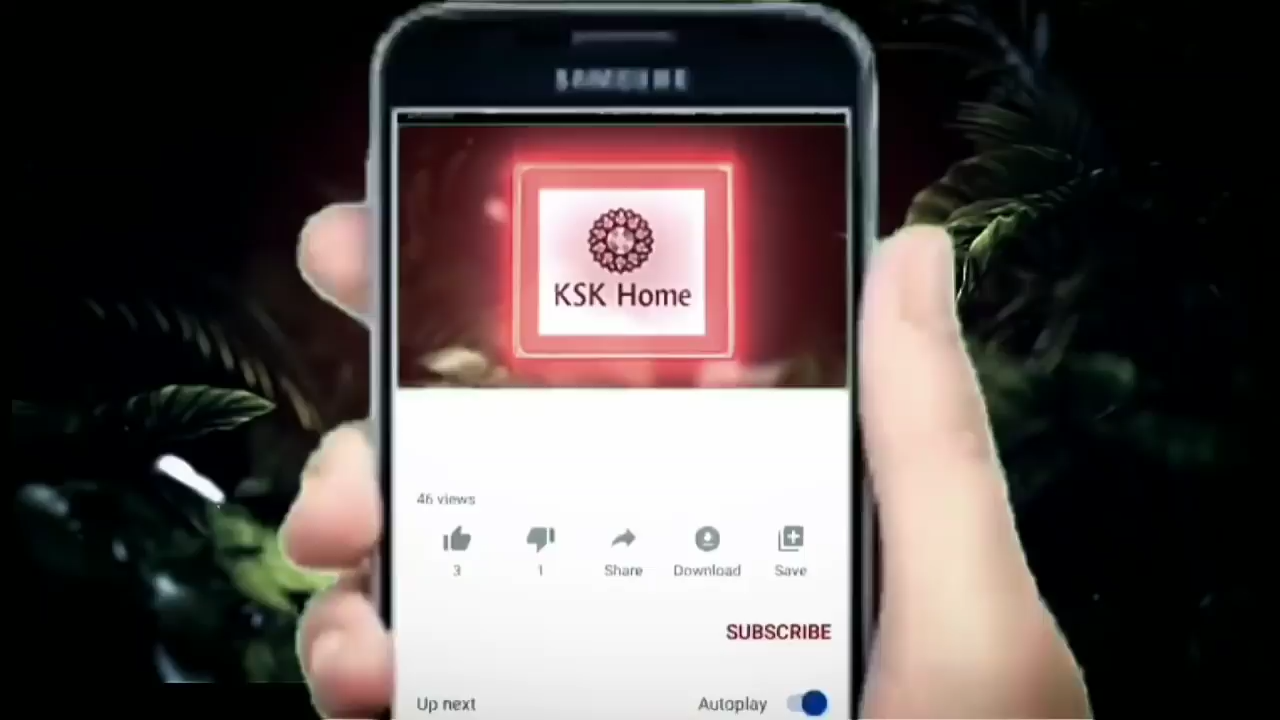 SAMSUNG
KSK Home
46 views
3
1
Share
Download
Save
SUBSCRIBE
Up next
Autoplay